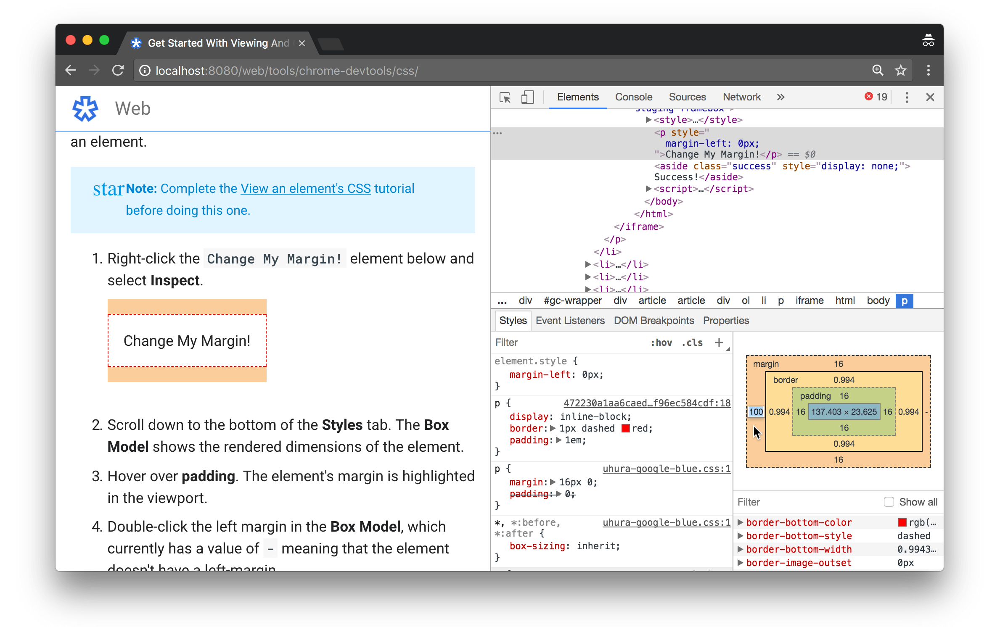 Get Started With Viewing And
localhost:8080/web/tools/chrome-devtools/css/
Web
an element.
star Note: Complete the View an element's CSS tutorial
before doing this one.
1. Right-click the Change My Margin! element below and
select Inspect.
Change My Margin!
2. Scroll down to the bottom of the Styles tab. The Box
Model shows the rendered dimensions of the element.
3. Hover over padding. The element's margin is highlighted
in the viewport.
4. Double-click the left margin in the Box Model, which
currently has a value of - meaning that the element
doesn't have a left-margin
Elements Console Sources Network » 19
staging framebox">
<style>…</style>
… <p style="
margin-left: 0px;
">Change My Margin!</p> == $0
<aside class="success" style="display: none;">
Success!</aside>
<script>…</script>
</body>
</html>
</iframe>
</p>
</li>
<li>…</li>
<li>…</li>
<li>…</li>
... div #gc-wrapper div article article div ol li p iframe html body p
Styles Event Listeners DOM Breakpoints Properties
Filter :hov .cls +
element.style {
margin-left: 0px;
}
p { 472230a1aa6caed…f96ec584cdf:18
display: inline-block;
border: 1px dashed red;
padding: 1em;
}
p { uhura-google-blue.css:1
margin: 16px 0;
padding: 0;
}
*, *:before, uhura-google-blue.css:1
*:after {
box-sizing: inherit;
}
margin 16
border 0.994
padding 16
100 0.994 16 137.403 × 23.625 16 0.994 -
16
0.994
16
Filter Show all
border-bottom-color rgb(…
border-bottom-style dashed
border-bottom-width 0.9943…
border-image-outset 0px